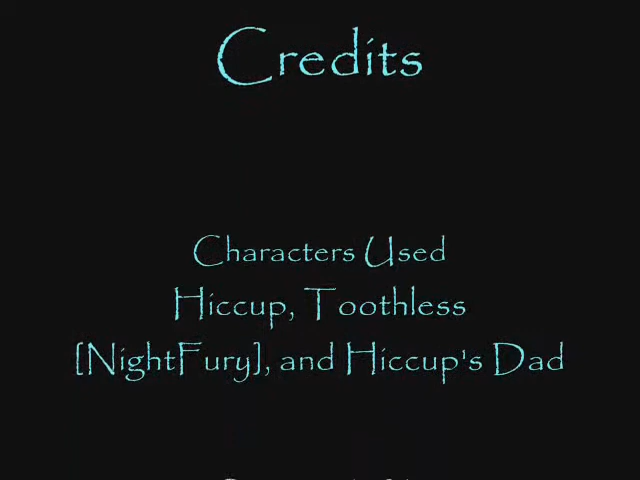 Credits
Characters Used
Hiccup, Toothless
[NightFury], and Hiccup's Dad